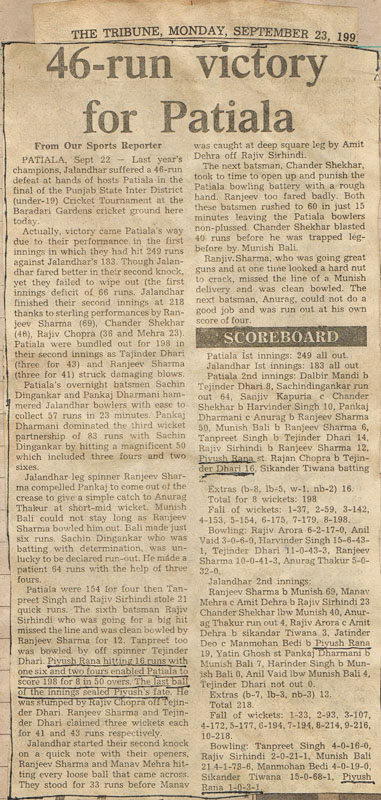 THE TRIBUNE, MONDAY, SEPTEMBER 23, 199
46-run victory
for Patiala
From Our Sports Reporter
PATIALA, Sept 22 — Last year's
champions, Jalandhar suffered a 46-run
defeat at hands of hosts Patiala in the
final of the Punjab State Inter District
(under-19) Cricket Tournament at the
Baradari Gardens cricket ground here
today.
Actually, victory came Patiala's way
due to their performance in the first
innings in which they had hit 249 runs
against Jalandhar's 183. Though Jalan-
dhar fared better in their second knock,
yet they failed to wipe out (the first
innings deficit of 66 runs. Jalandhar
finished their second innings at 218
thanks to sterling performances by Ran-
jeev Sharma (69), Chander Shekhar
(46), Rajiv Chopra (36 and Mehra 23).
Patiala were bundled out for 198 in
their second innings as Tajinder Dhari
(three for 43) and Ranjeev Sharma
(three for 41) struck damaging blows.
Patiala's overnight batsmen Sachin
Dingankar and Pankaj Dharmani ham-
mered Jalandhar bowlers with ease to
collect 57 runs in 23 minutes. Pankaj
Dharmani dominated the third wicket
partnership of 83 runs with Sachin
Dingankar by hitting a magnificent 50
which included three fours and two
sixes.
Jalandhar leg spinner Ranjeev Shar-
ma compelled Pankaj to come out of the
crease to give a simple catch to Anurag
Thakur at short-mid wicket. Munish
Bali could not stay long as Ranjeev
Sharma bowled him out. Bali made just
six runs. Sachin Dingankar who was
batting with determination, was un-
lucky to be declared run-out. He made a
patient 64 runs with the help of three
fours.
Patiala were 104 for four then Tan-
preet Singh and Rajiv Sirhindi stole 21
quick runs. The sixth batsman Rajiv
Sirhindi who was going for a big hit
missed the line and was clean bowled by
Ranjeev Sharma for 12. Tanpreet too
was bowled by off spinner Tejinder
Dhari. Piyush Rana hitting 16 runs with
one six and two fours enabled Patiala to
score 198 for 8 in 50 overs. The last ball
of the innings sealed Piyush's fate. He
was stumped by Rajiv Chopra off Tejin-
der Dhari. Ranjeev Sharma and Tejin-
der Dhari claimed three wickets each
for 41 and 43 runs respectively.
Jalandhar started their second knock
on a quick note with their openers,
Ranjeev Sharma and Manav Mehra hit-
ting every loose ball that came across.
They stood for 33 runs before Manav
was caught at deep square leg by Amit
Dehra off Rajiv Sirhindi.
The next batsman, Chander Shekhar,
took to time to open up and punish the
Patiala bowling battery with a rough
hand. Ranjeev too fared badly. Both
these batsmen rushed to 60 in just 15
minutes leaving the Patiala bowlers
non-plussed. Chander Shekhar blasted
40 runs before he was trapped leg-
before by Munish Bali.
Ranjiv.Sharma, who was going great
guns and at one time looked a hard nut
to crack, missed the line of a Munish
delivery and was clean bowled. The
next batsman, Anurag, could not do a
good job and was run out at his own
score of four.
SCOREBOARD
Patiala Ist innings: 249 all out.
Jalandhar Ist innings: 183 all out
Patiala 2nd innings: Dalbir Mandi b
Tejinder Dhari 8, Sachindingankar run
out 64, Sanjiv Kapuria c Chander
Shekhar b Harvinder Singh 10, Pankaj
Dharmani c Anurag b Ranjeev Sharma
50, Munish Bali b Ranjeev Sharma 6,
Tanpreet Singh b Tejinder Dhari 14,
Rajiv Sirhindi b Ranjeev Sharma 12,
Piyush Rana st. Rajan Chopra b Tejin-
der Dhari 16, Sikander Tiwana batting
Extras (b-8, lb-5, w-1, nb-2) 16.
Total for 8 wickets: 198
Fall of wickets: 1-37, 2-59, 3-142,
4-153, 5-154, 6-175, 7-179, 8-198.
Bowling: Rajiv Arora 6-2-17-0, Anil
Vaid 3-0-6-0, Harvinder Singh 15-6-43-
1, Tejinder Dhari 11-0-43-3, Ranjeev
Sharma 10-0-41-3, Anurag Thakur 5-0-
32-0.
Jalandhar 2nd innings:
Ranjeev Sharma b Munish 69, Manav
Mehra c Amit Dehra b Rajiv Sirhindi 23
Chander Shekhar lbw Munish 40, Amur-
ag Thakur run out 4, Rajiv Arora c Amit
Dehra b sikandar Tiwana 3, Jatinder
Deo c Manmohan Bedi b Piyush Rana
19, Yatin Ghosh st Pankaj Dharmani b
Munish Bali 7, Harinder Singh b Mun-
ish Bali 0, Anil Vaid lbw Munish Bali 4,
Tejinder Dhari not out 0.
Extras (b-7, lb-3, nb-3) 13.
Total 218.
Fall of wickets: 1-33, 2-93, 3-107,
4-172, 5-177, 6-194, 7-194, 8-214, 9-216,
10-218.
Bowling: Tanpreet Singh 4-0-16-0,
Rajiv Sirhindi 2-0-21-1, Munish Bali
21.4-1-73-6, Manmohan Bedi 4-0-19-0,
Sikander Tiwana 15-0-68-1, Piyush
Rana 1-0-3-1.